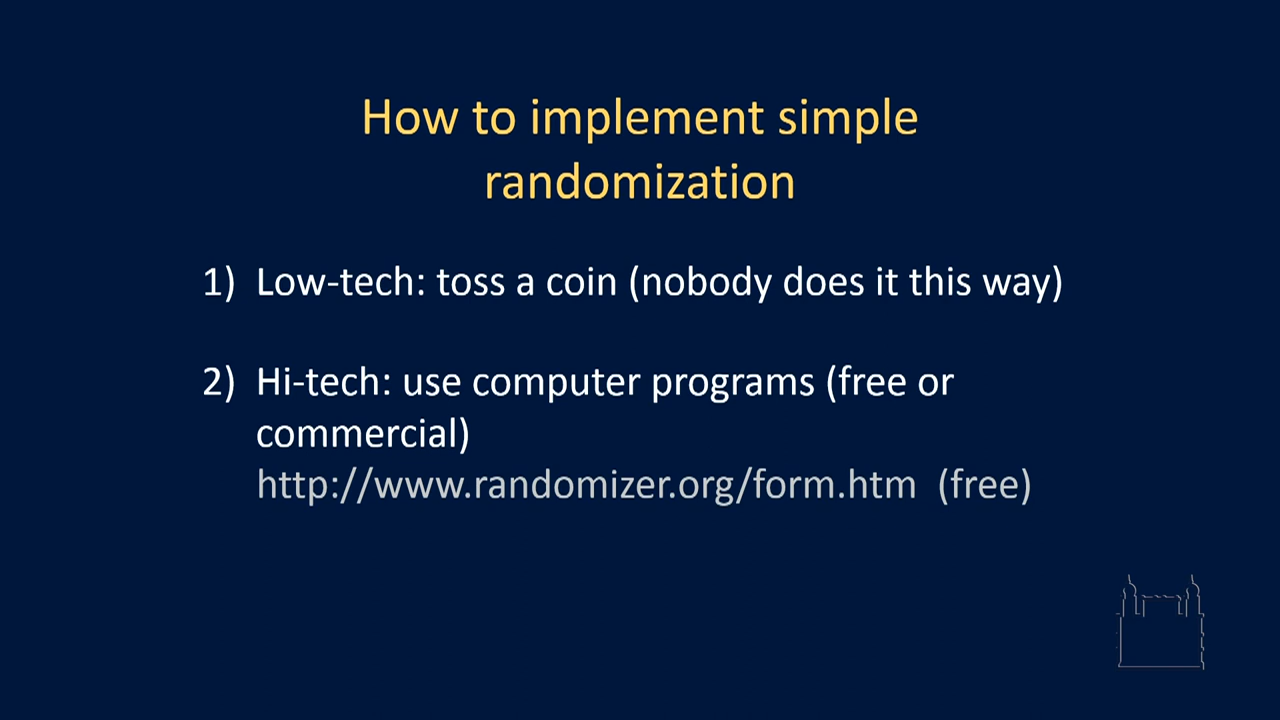 How to implement simple
randomization
1) Low-tech: toss a coin (nobody does it this way)
2) Hi-tech: use computer programs (free or
commercial)
http://www.randomizer.org/form.htm (free)